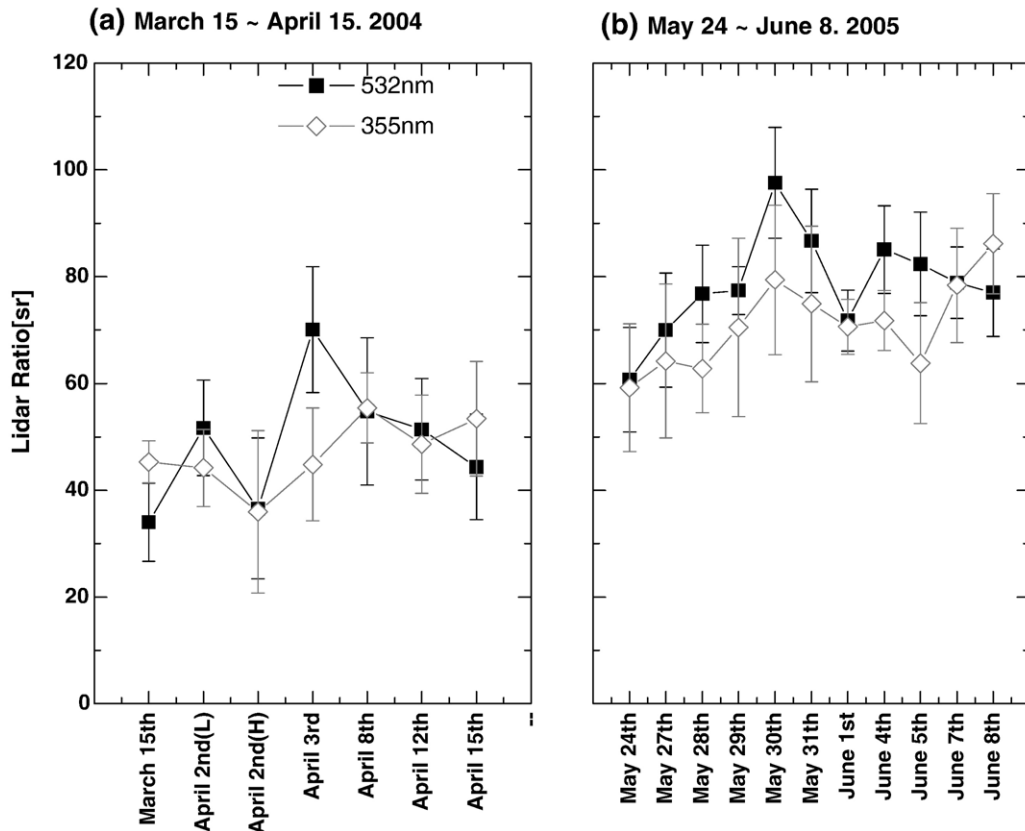 (a) March 15 ~ April 15. 2004
(b) May 24 ~ June 8. 2005
532nm
355nm
Lidar Ratio[sr]
120
100
80
60
40
20
0
March 15th
April 2nd(L)
April 2nd(H)
April 3rd
April 8th
April 12th
April 15th
--
May 24th
May 27th
May 28th
May 29th
May 30th
May 31th
June 1st
June 4th
June 5th
June 7th
June 8th